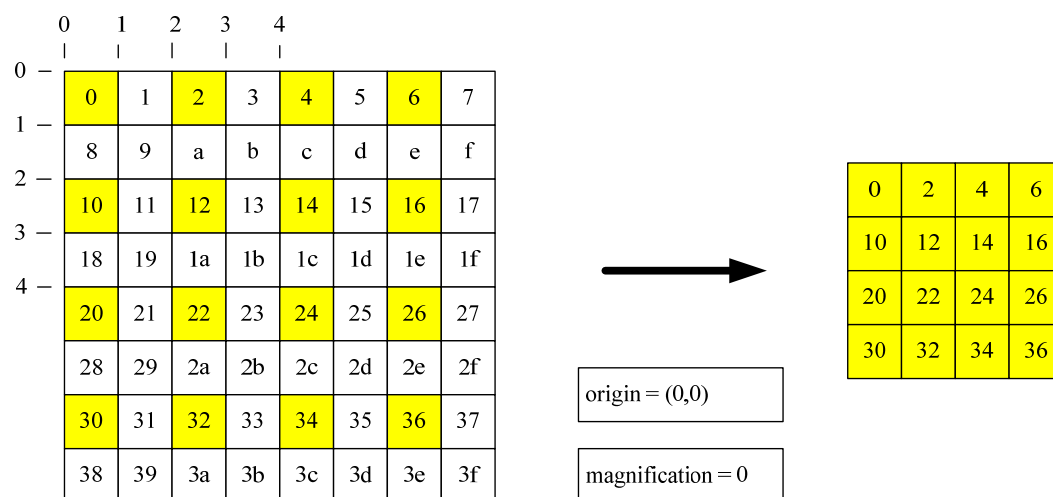 0 1 2 3 4
0 0 1 2 3 4 5 6 7
1 8 9 a b c d e f
2 10 11 12 13 14 15 16 17
3 18 19 1a 1b 1c 1d 1e 1f
4 20 21 22 23 24 25 26 27
28 29 2a 2b 2c 2d 2e 2f
30 31 32 33 34 35 36 37
38 39 3a 3b 3c 3d 3e 3f
origin = (0,0)
magnification = 0
0 2 4 6
10 12 14 16
20 22 24 26
30 32 34 36